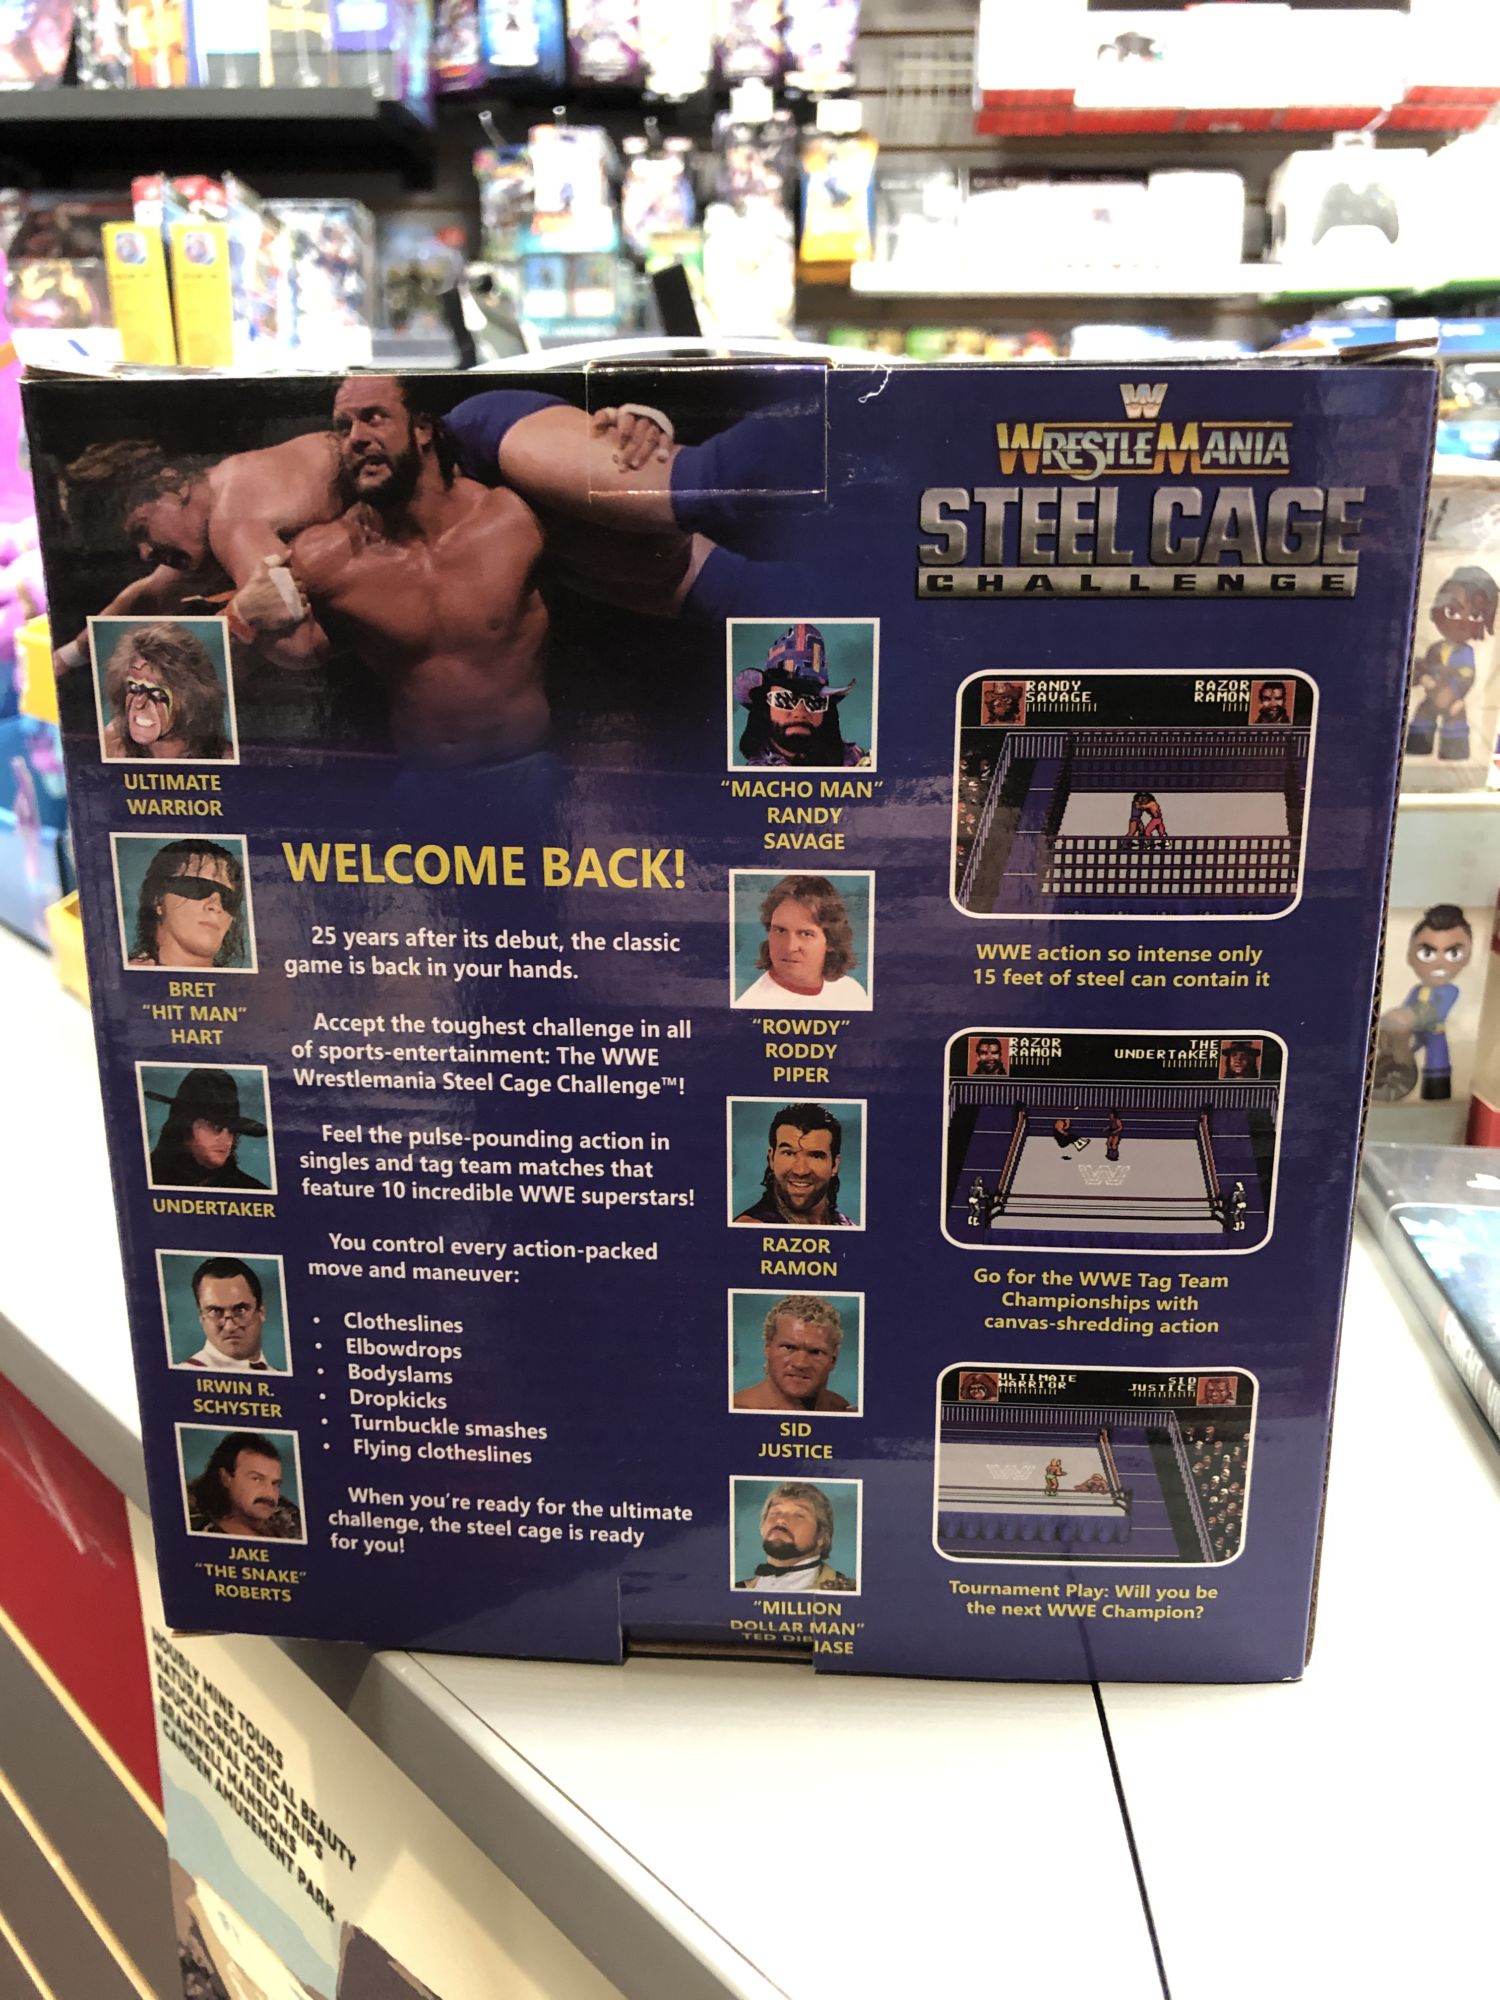 W
WRESTLEMANIA
STEEL CAGE
CHALLENGE
ULTIMATE
WARRIOR
BRET
"HIT MAN"
HART
UNDERTAKER
IRWIN R.
SCHYSTER
JAKE
"THE SNAKE"
ROBERTS
WELCOME BACK!
25 years after its debut, the classic
game is back in your hands.
Accept the toughest challenge in all
of sports-entertainment: The WWE
Wrestlemania Steel Cage Challenge™!
Feel the pulse-pounding action in
singles and tag team matches that
feature 10 incredible WWE superstars!
You control every action-packed
move and maneuver:
• Clotheslines
• Elbowdrops
• Bodyslams
• Dropkicks
• Turnbuckle smashes
• Flying clotheslines
When you're ready for the ultimate
challenge, the steel cage is ready
for you!
"MACHO MAN"
RANDY
SAVAGE
"ROWDY"
RODDY
PIPER
RAZOR
RAMON
SID
JUSTICE
"MILLION
DOLLAR MAN"
TED DIBIASE
RANDY
SAVAGE
RAZOR
RAMON
WWE action so intense only
15 feet of steel can contain it
RAZOR
RAMON
THE
UNDERTAKER
Go for the WWE Tag Team
Championships with
canvas-shredding action
ULTIMATE
WARRIOR
SID
JUSTICE
Tournament Play: Will you be
the next WWE Champion?
HOURLY MINE TOURS
NATURAL GEOLOGICAL BEAUTY
EDUCATIONAL FIELD TRIPS
BRAMWELL MANSIONS
CAMDEN AMUSEMENT PARK